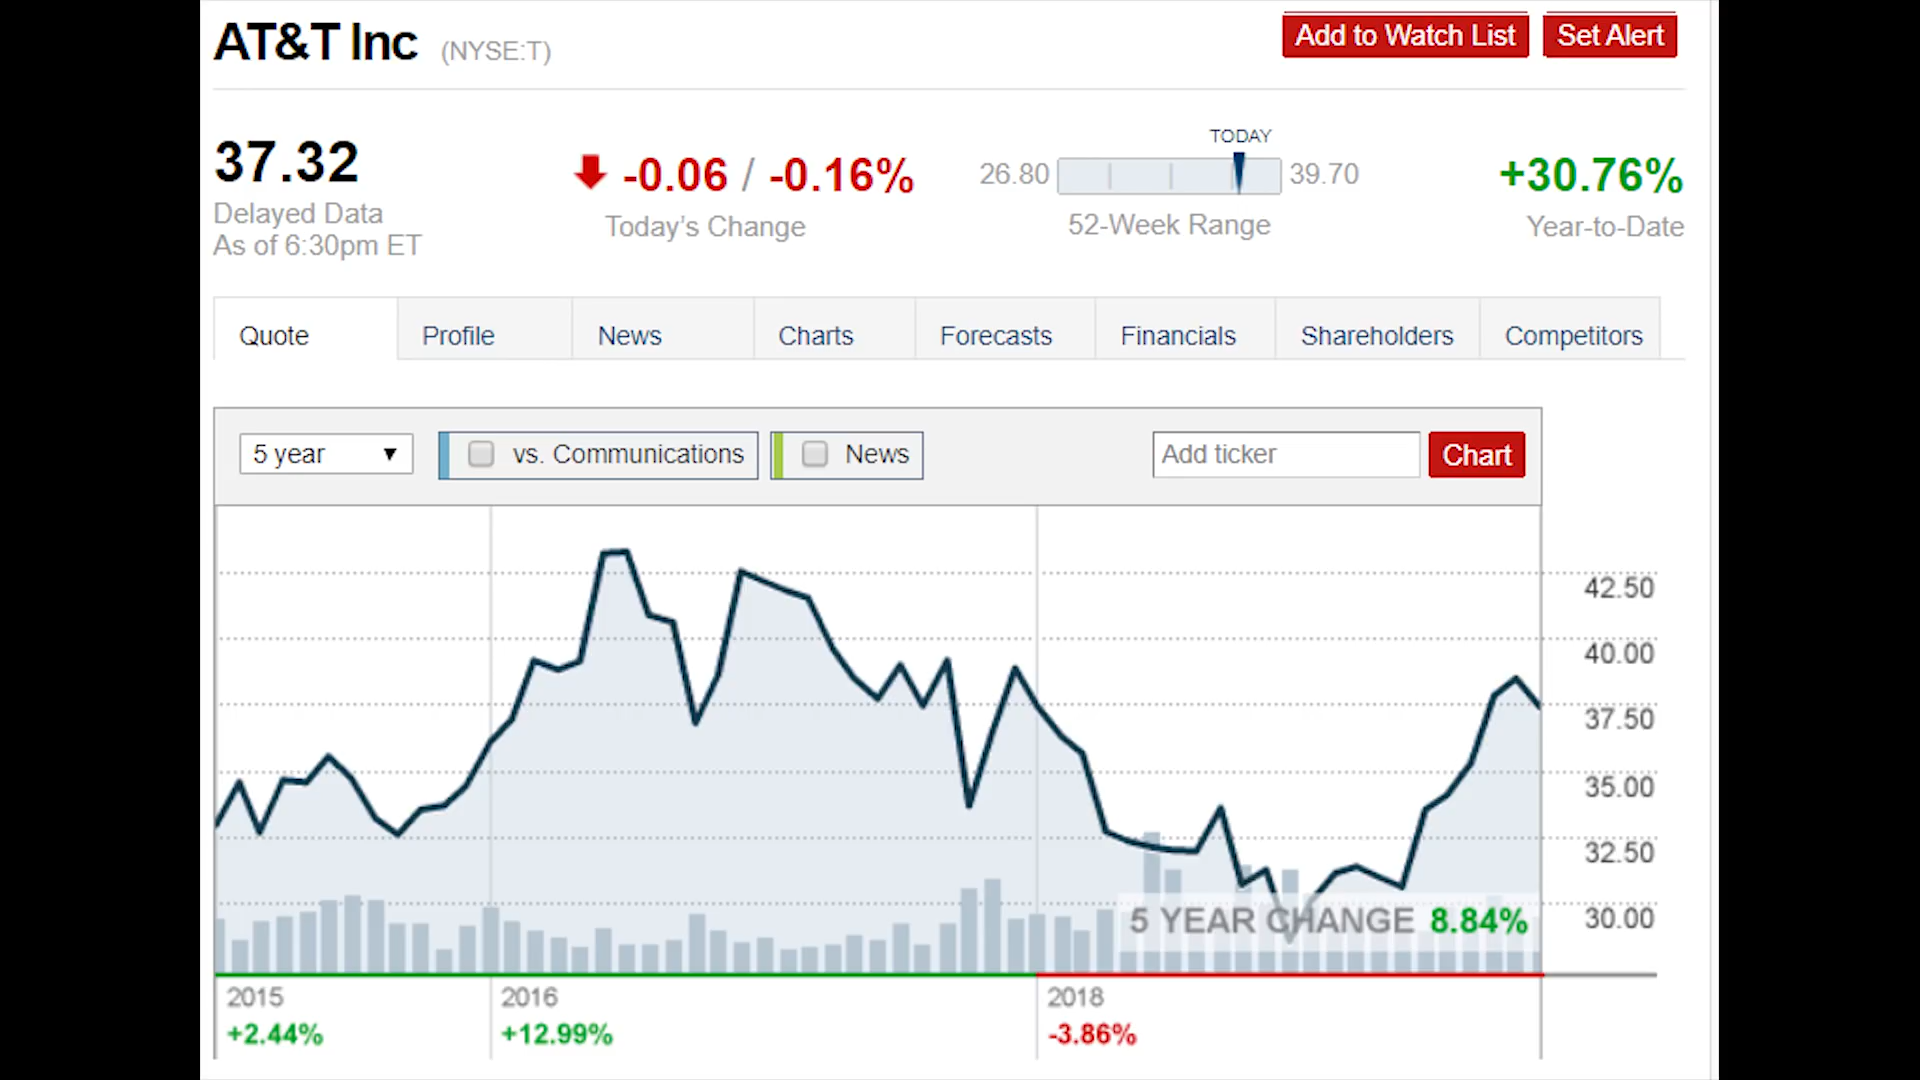 AT&T Inc (NYSE:T)
Add to Watch List
Set Alert
37.32
Delayed Data
As of 6:30pm ET
-0.06 / -0.16%
Today's Change
TODAY
26.80
39.70
52-Week Range
+30.76%
Year-to-Date
Quote
Profile
News
Charts
Forecasts
Financials
Shareholders
Competitors
5 year
vs. Communications
News
Add ticker
Chart
42.50
40.00
37.50
35.00
32.50
30.00
5 YEAR CHANGE 8.84%
2015
2016
2018
+2.44%
+12.99%
-3.86%